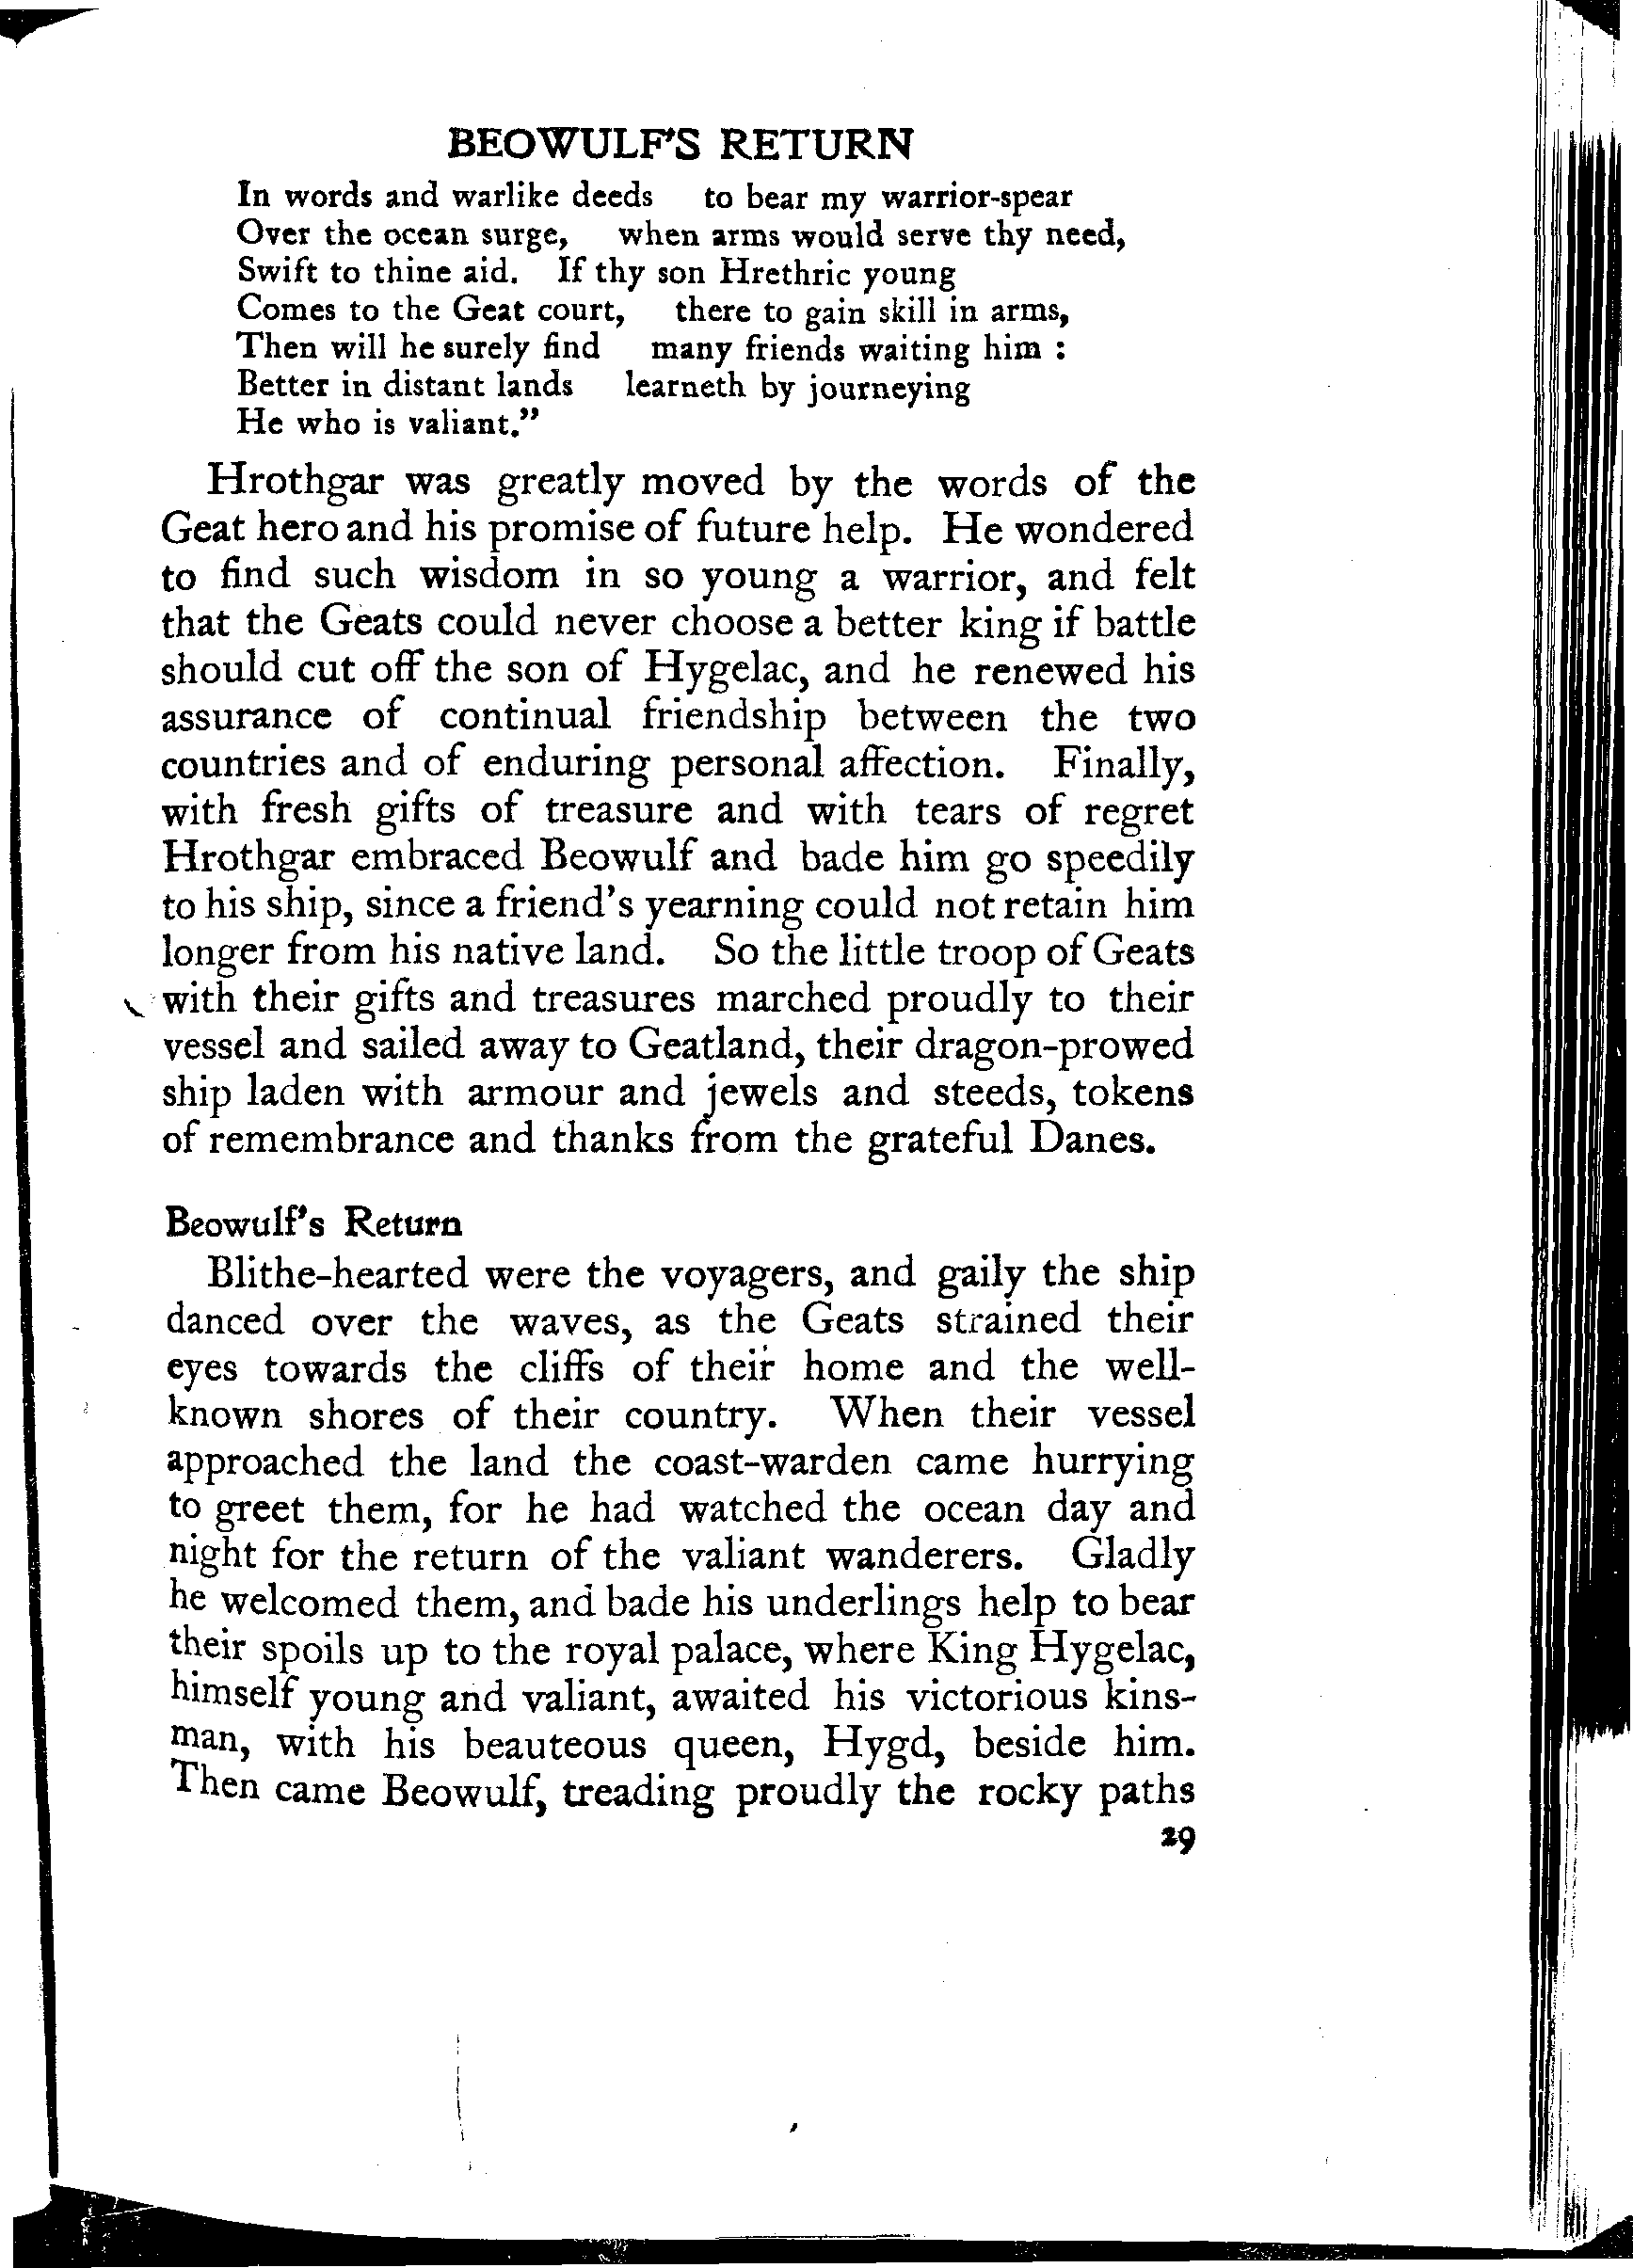 BEOWULF'S RETURN
In words and warlike deeds to bear my warrior-spear
Over the ocean surge, when arms would serve thy need,
Swift to thine aid. If thy son Hrethric young
Comes to the Geat court, there to gain skill in arms,
Then will he surely find many friends waiting him :
Better in distant lands learneth by journeying
He who is valiant.”
Hrothgar was greatly moved by the words of the
Geat hero and his promise of future help. He wondered
to find such wisdom in so young a warrior, and felt
that the Geats could never choose a better king if battle
should cut off the son of Hygelac, and he renewed his
assurance of continual friendship between the two
countries and of enduring personal affection. Finally,
with fresh gifts of treasure and with tears of regret
Hrothgar embraced Beowulf and bade him go speedily
to his ship, since a friend's yearning could not retain him
longer from his native land. So the little troop of Geats
with their gifts and treasures marched proudly to their
vessel and sailed away to Geatland, their dragon-prowed
ship laden with armour and jewels and steeds, tokens
of remembrance and thanks from the grateful Danes.
Beowulf's Return
Blithe-hearted were the voyagers, and gaily the ship
danced over the waves, as the Geats strained their
eyes towards the cliffs of their home and the well-
known shores of their country. When their vessel
approached the land the coast-warden came hurrying
to greet them, for he had watched the ocean day and
night for the return of the valiant wanderers. Gladly
he welcomed them, and bade his underlings help to bear
their spoils up to the royal palace, where King Hygelac,
himself young and valiant, awaited his victorious kins-
man, with his beauteous queen, Hygd, beside him.
Then came Beowulf, treading proudly the rocky paths
29